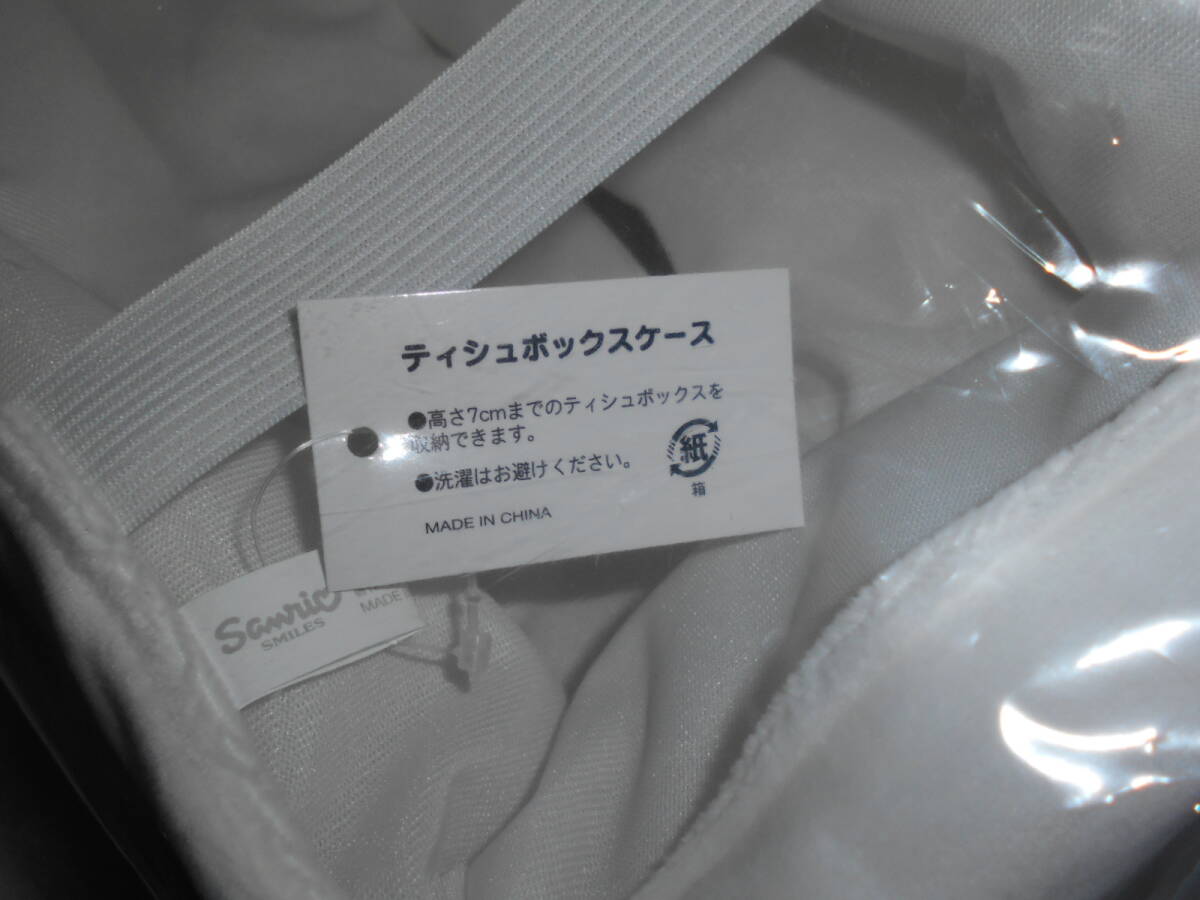 ティシュボックスケース
●高さ7cmまでのティシュボックスを
収納できます。
●洗濯はお避けください。
紙
箱
MADE IN CHINA
Sanrio
SMILES
MADE